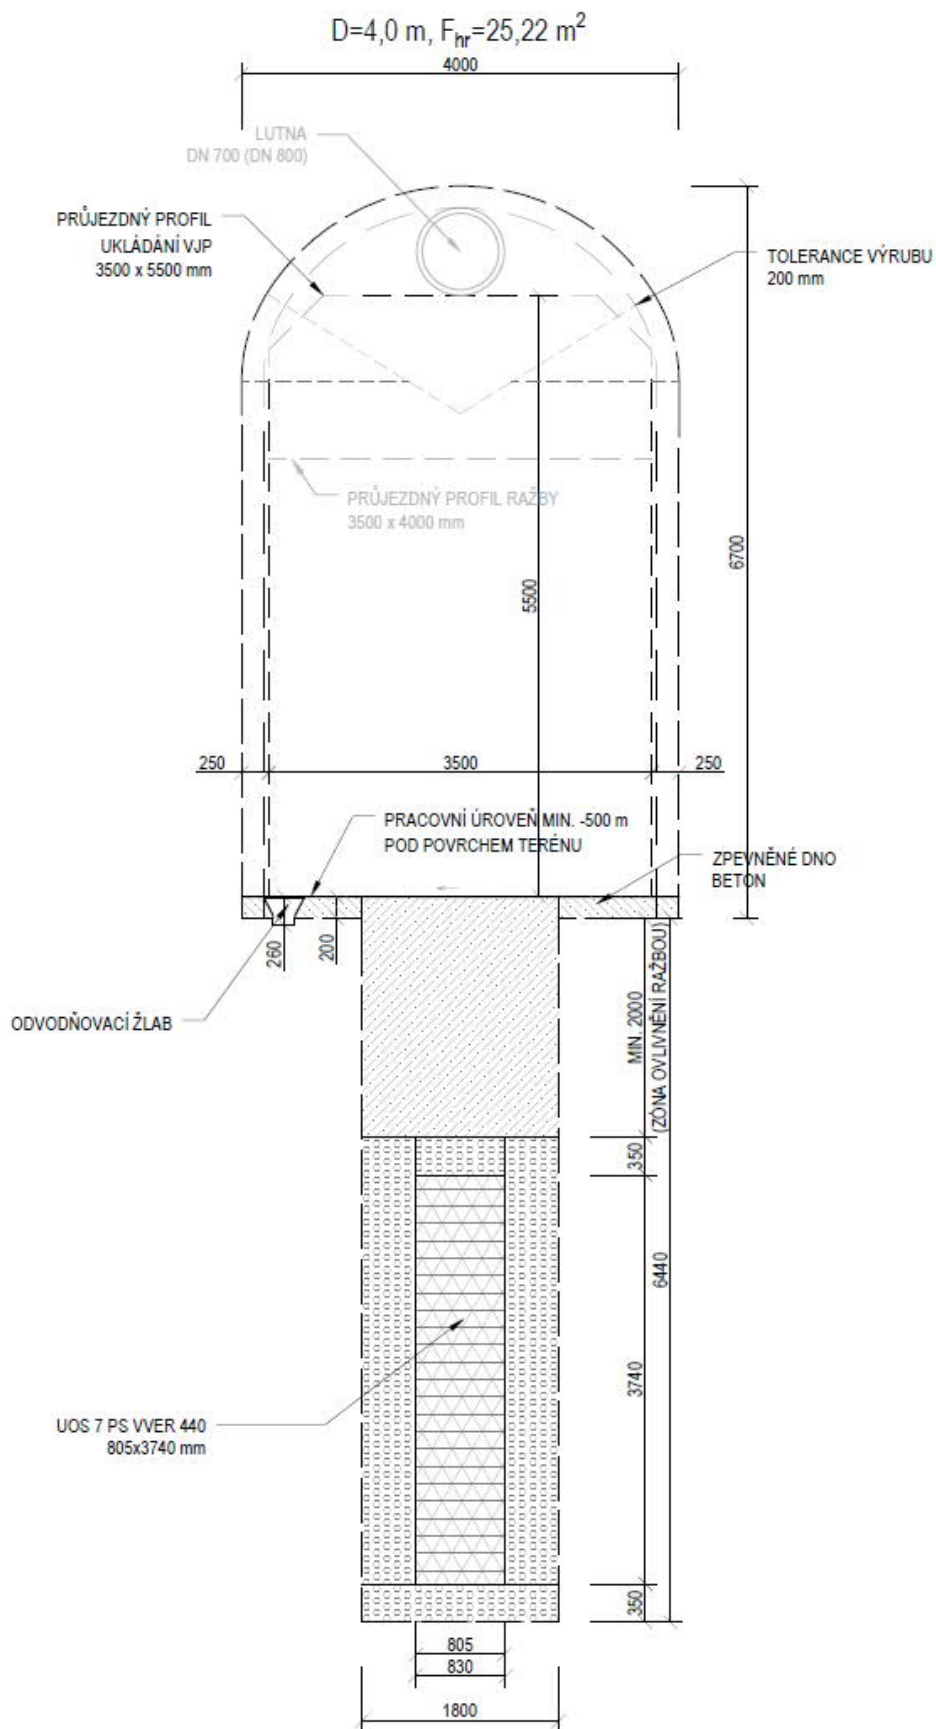 D=4,0 m, Fhr=25,22 m²
4000
LUTNA
DN 700 (DN 800)
PRŮJEZDNÝ PROFIL
UKLÁDÁNÍ VJP
3500 x 5500 mm
TOLERANCE VÝRUBU
200 mm
PRŮJEZDNÝ PROFIL RAŽBY
3500 x 4000 mm
6700
5500
250
3500
250
PRACOVNÍ ÚROVEŇ MIN. -500 m
POD POVRCHEM TERÉNU
ZPEVNĚNÉ DNO
BETON
260
200
ODVODŇOVACÍ ŽLAB
MIN. 2000
(ZÓNA OVLIVNĚNÍ RAŽBOU)
350
6440
3740
UOS 7 PS VVER 440
805x3740 mm
350
805
830
1800